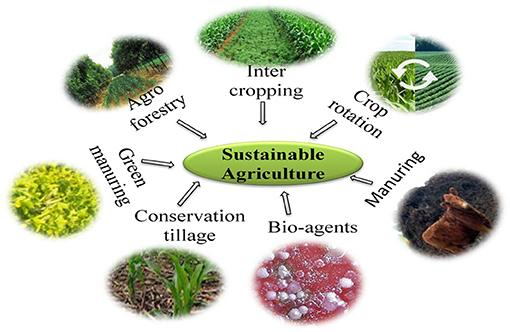 Inter
cropping
Agro
forestry
Crop
rotation
Green
manuring
Sustainable
Agriculture
Manuring
Conservation
tillage
Bio-agents